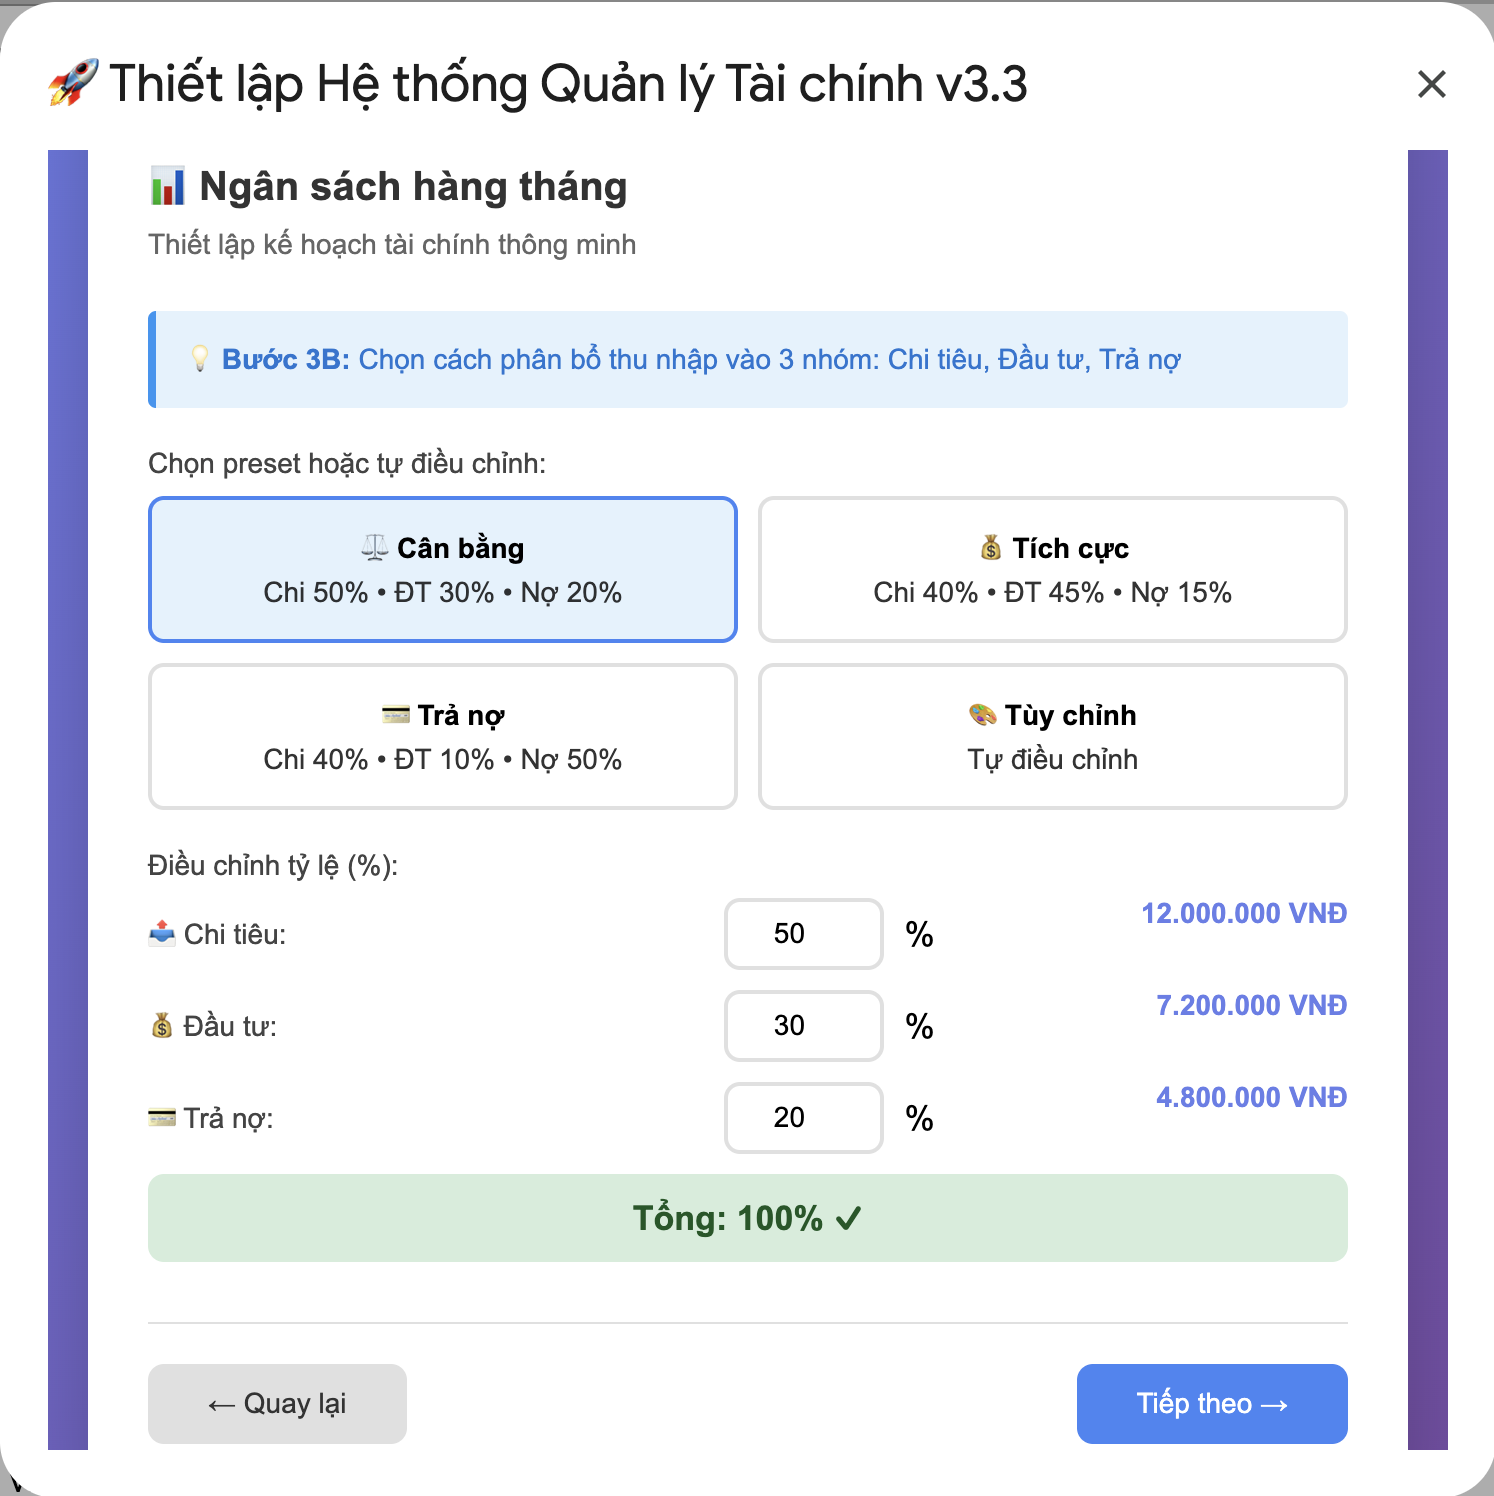 🚀 Thiết lập Hệ thống Quản lý Tài chính v3.3 ✕
📊 Ngân sách hàng tháng
Thiết lập kế hoạch tài chính thông minh
💡 Bước 3B: Chọn cách phân bổ thu nhập vào 3 nhóm: Chi tiêu, Đầu tư, Trả nợ
Chọn preset hoặc tự điều chỉnh:
⚖️ Cân bằng
Chi 50% • ĐT 30% • Nợ 20%
💰 Tích cực
Chi 40% • ĐT 45% • Nợ 15%
💳 Trả nợ
Chi 40% • ĐT 10% • Nợ 50%
🎨 Tùy chỉnh
Tự điều chỉnh
Điều chỉnh tỷ lệ (%):
📤 Chi tiêu: 50 % 12.000.000 VNĐ
💰 Đầu tư: 30 % 7.200.000 VNĐ
💳 Trả nợ: 20 % 4.800.000 VNĐ
Tổng: 100% ✓
← Quay lại
Tiếp theo →